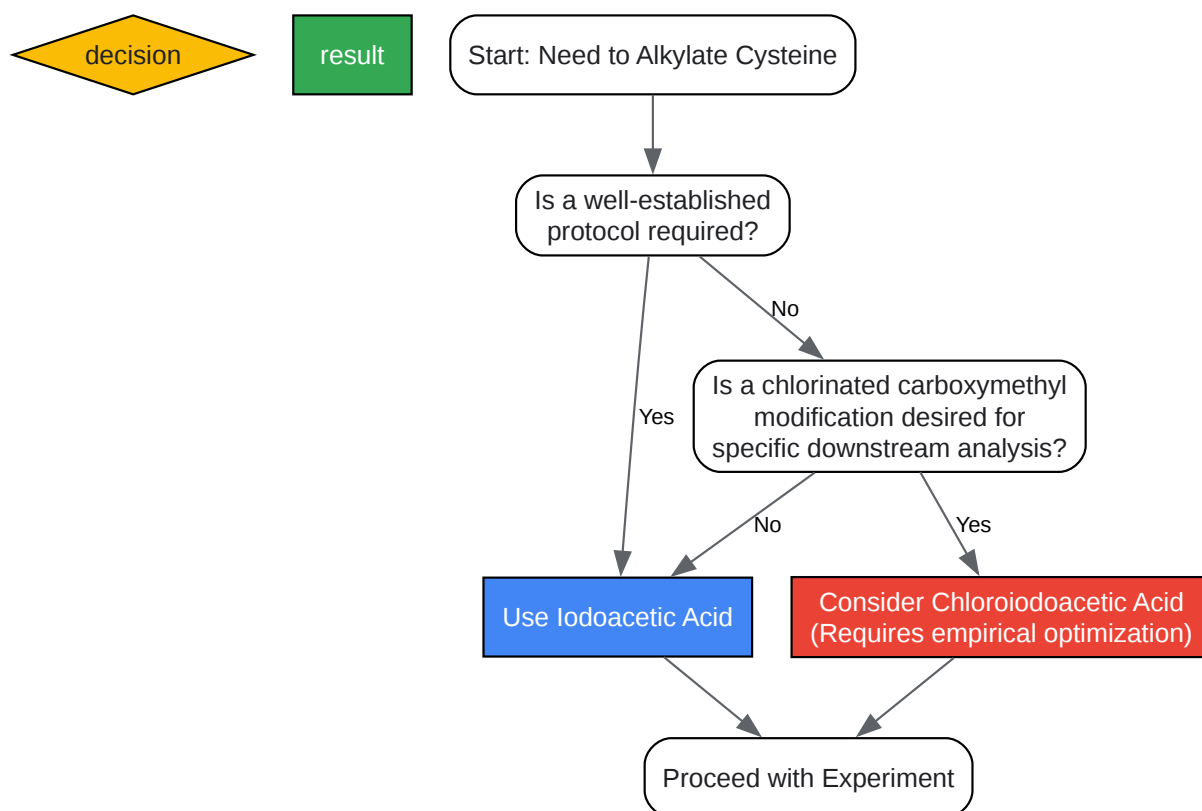 decision
result
Start: Need to Alkylate Cysteine
Is a well-established
protocol required?
No
Is a chlorinated carboxymethyl
modification desired for
specific downstream analysis?
Yes
No
Yes
Use Iodoacetic Acid
Consider Chloroiodoacetic Acid
(Requires empirical optimization)
Proceed with Experiment